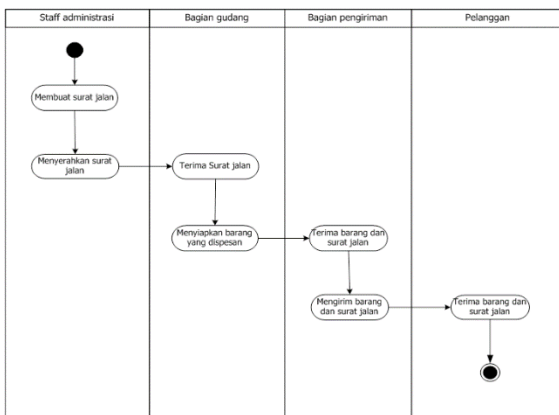 Staff administrasi
Bagian gudang
Bagian pengiriman
Pelanggan
Membuat surat jalan
Menyerahkan surat
jalan
Terima Surat jalan
Menyiapkan barang
yang dispesan
Terima barang dan
surat jalan
Mengirim barang
dan surat jalan
Terima barang dan
surat jalan